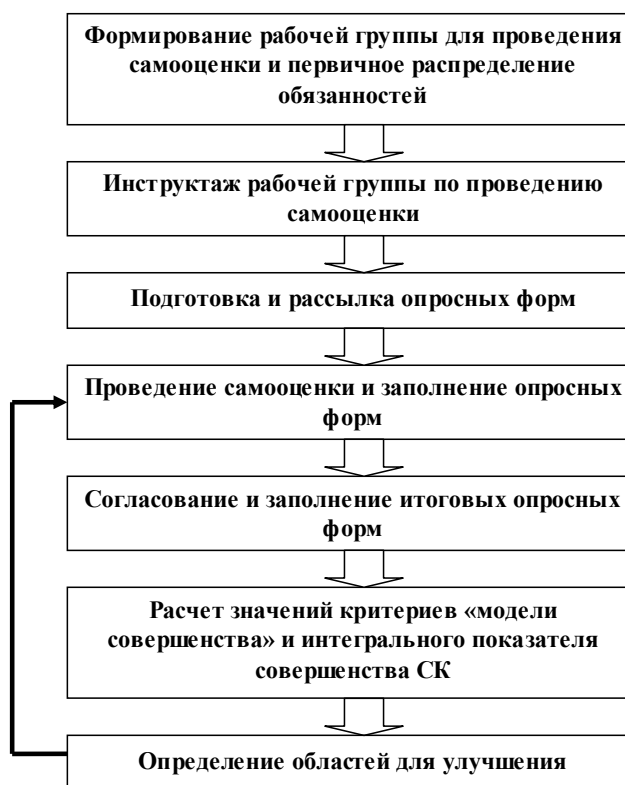 Формирование рабочей группы для проведения
самооценки и первичное распределение
обязанностей
Инструктаж рабочей группы по проведению
самооценки
Подготовка и рассылка опросных форм
Проведение самооценки и заполнение опросных
форм
Согласование и заполнение итоговых опросных
форм
Расчет значений критериев «модели
совершенства» и интегрального показателя
совершенства СК
Определение областей для улучшения